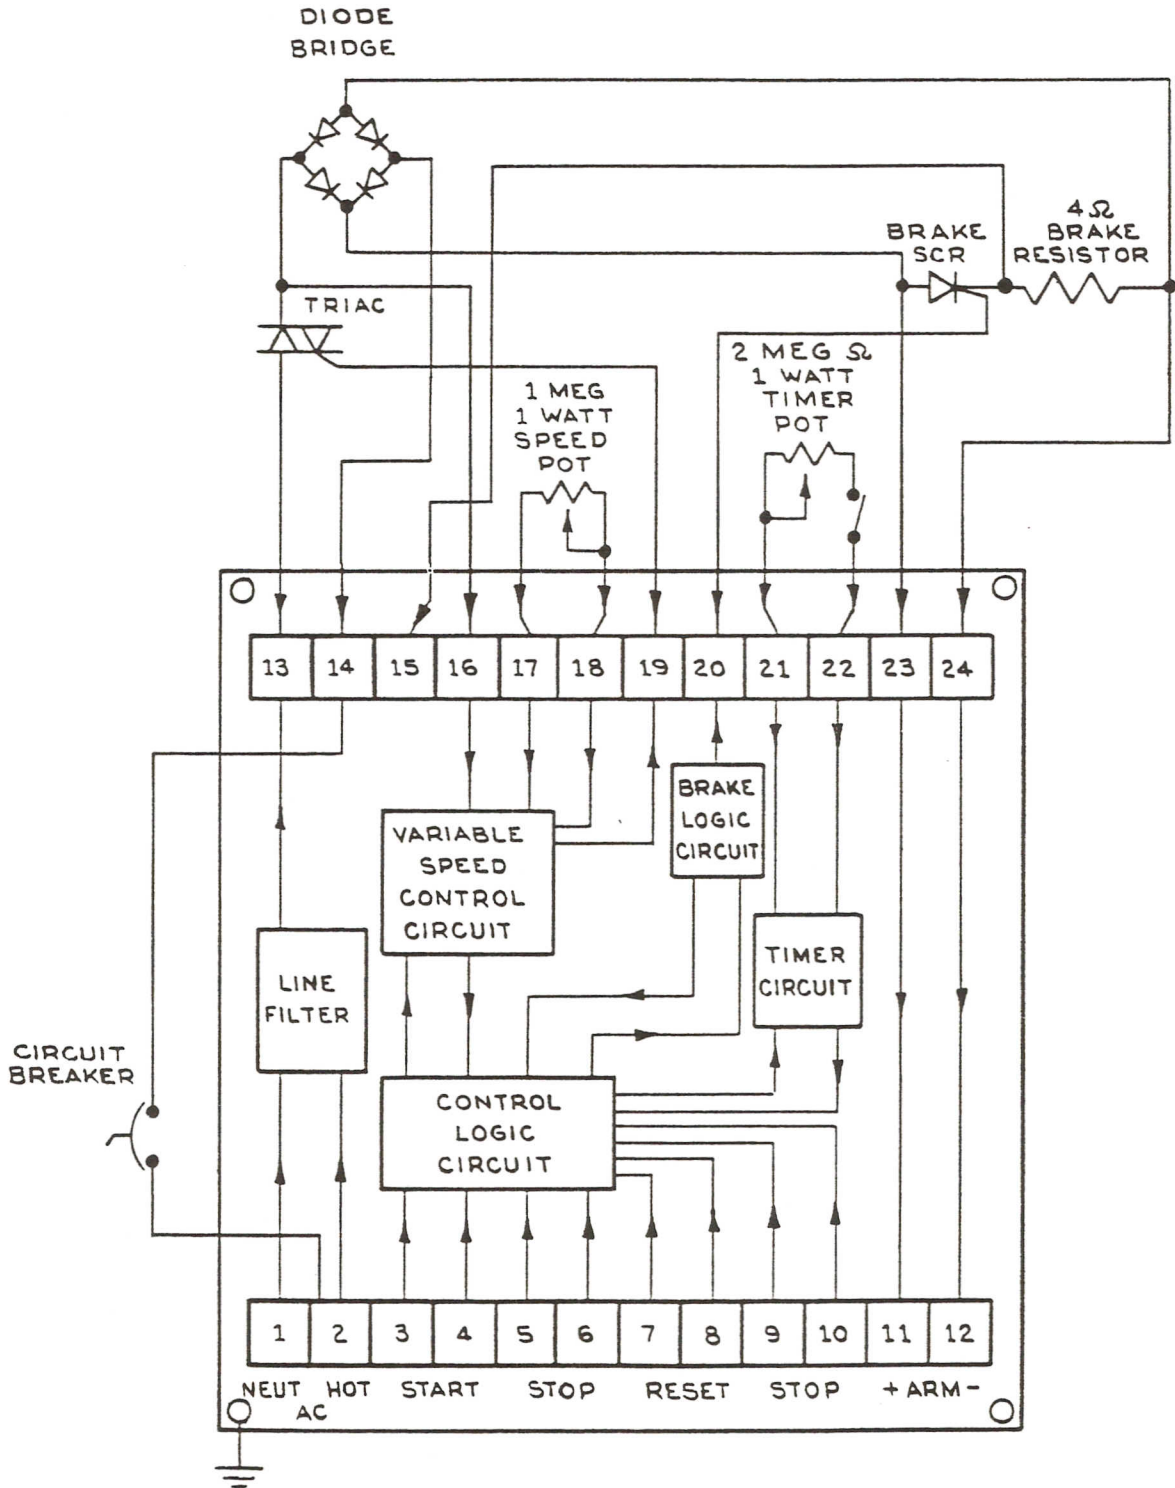 DIODE
BRIDGE
4Ω
BRAKE
RESISTOR
BRAKE
SCR
TRIAC
2 MEG Ω
1 WATT
TIMER
POT
1 MEG
1 WATT
SPEED
POT
13 14 15 16 17 18 19 20 21 22 23 24
BRAKE
LOGIC
CIRCUIT
VARIABLE
SPEED
CONTROL
CIRCUIT
TIMER
CIRCUIT
LINE
FILTER
CIRCUIT
BREAKER
CONTROL
LOGIC
CIRCUIT
1 2 3 4 5 6 7 8 9 10 11 12
NEUT HOT START STOP RESET STOP + ARM -
AC